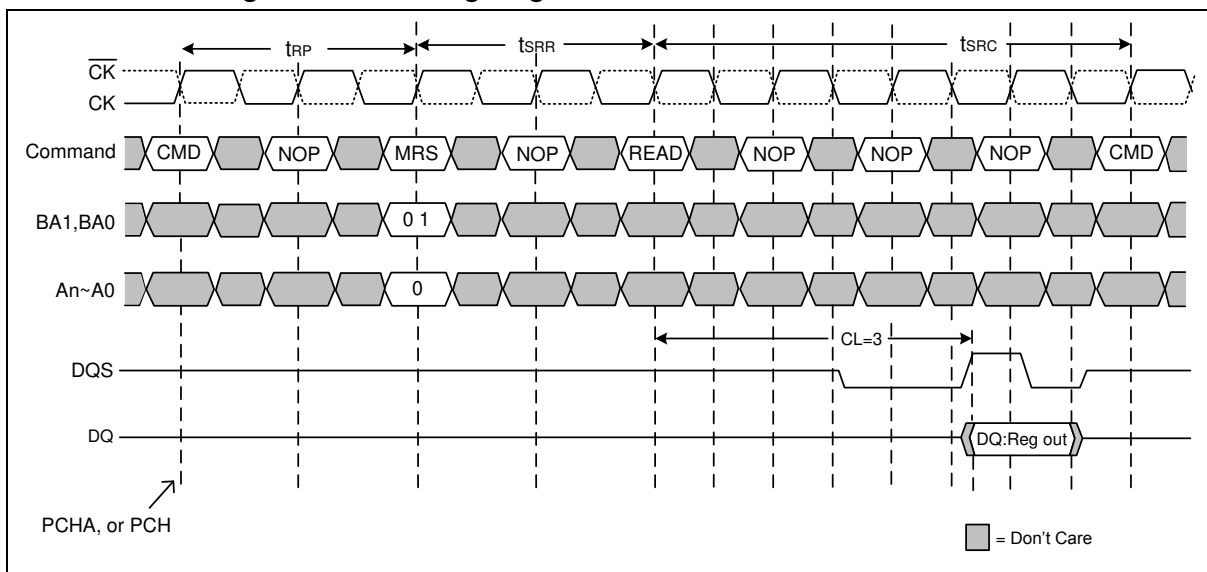 tRP tSRR tSRC
CK
CK
Command CMD NOP MRS NOP READ NOP NOP NOP CMD
BA1,BA0 0 1
An~A0 0
CL=3
DQS
DQ DQ:Reg out
PCHA, or PCH
= Don't Care